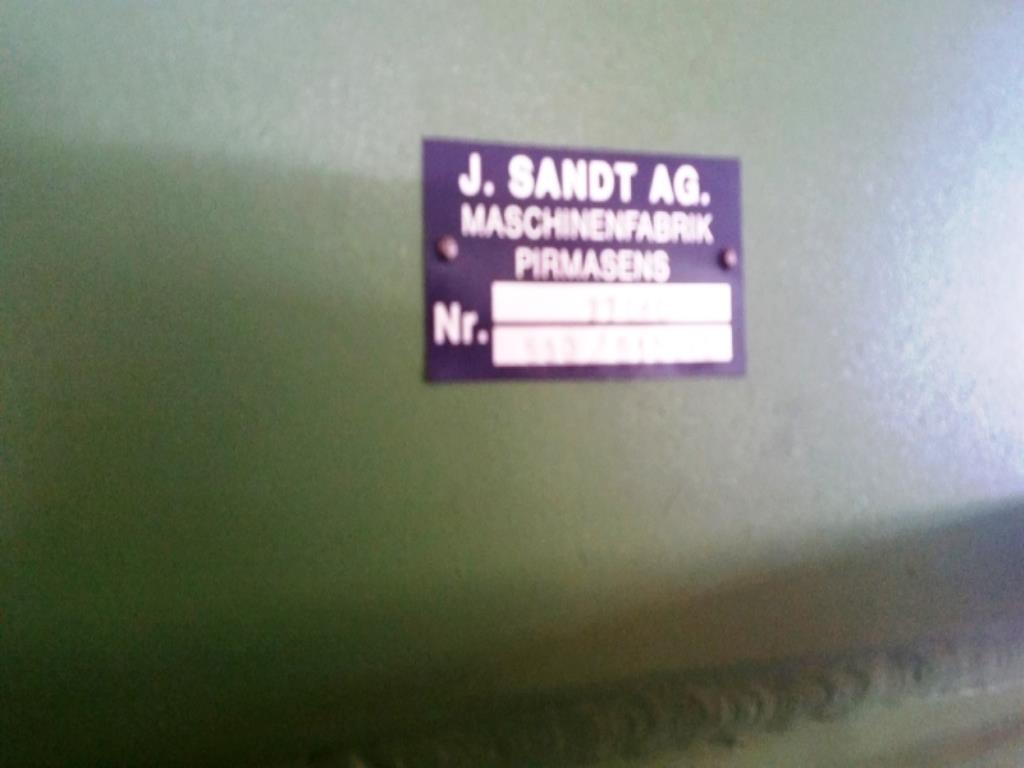 J. SANDT AG.
MASCHINENFABRIK
PIRMASENS
Nr.